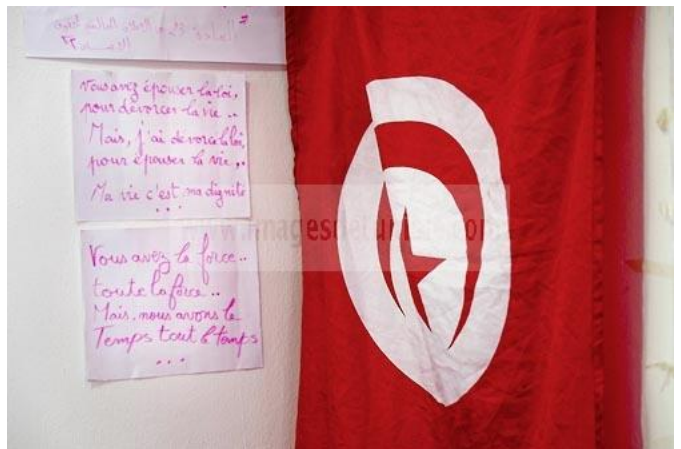 vous avez épouser la loi,
pour dévorcer la vie ..
Mais, j'ai devorcé la loi,
pour épouser la vie ..
Ma vie c'est ma dignité
...
Vous avez la force ..
toute la force ..
Mais, nous avons le
Temps tout le temps
...
www.imagesdetunisie.com